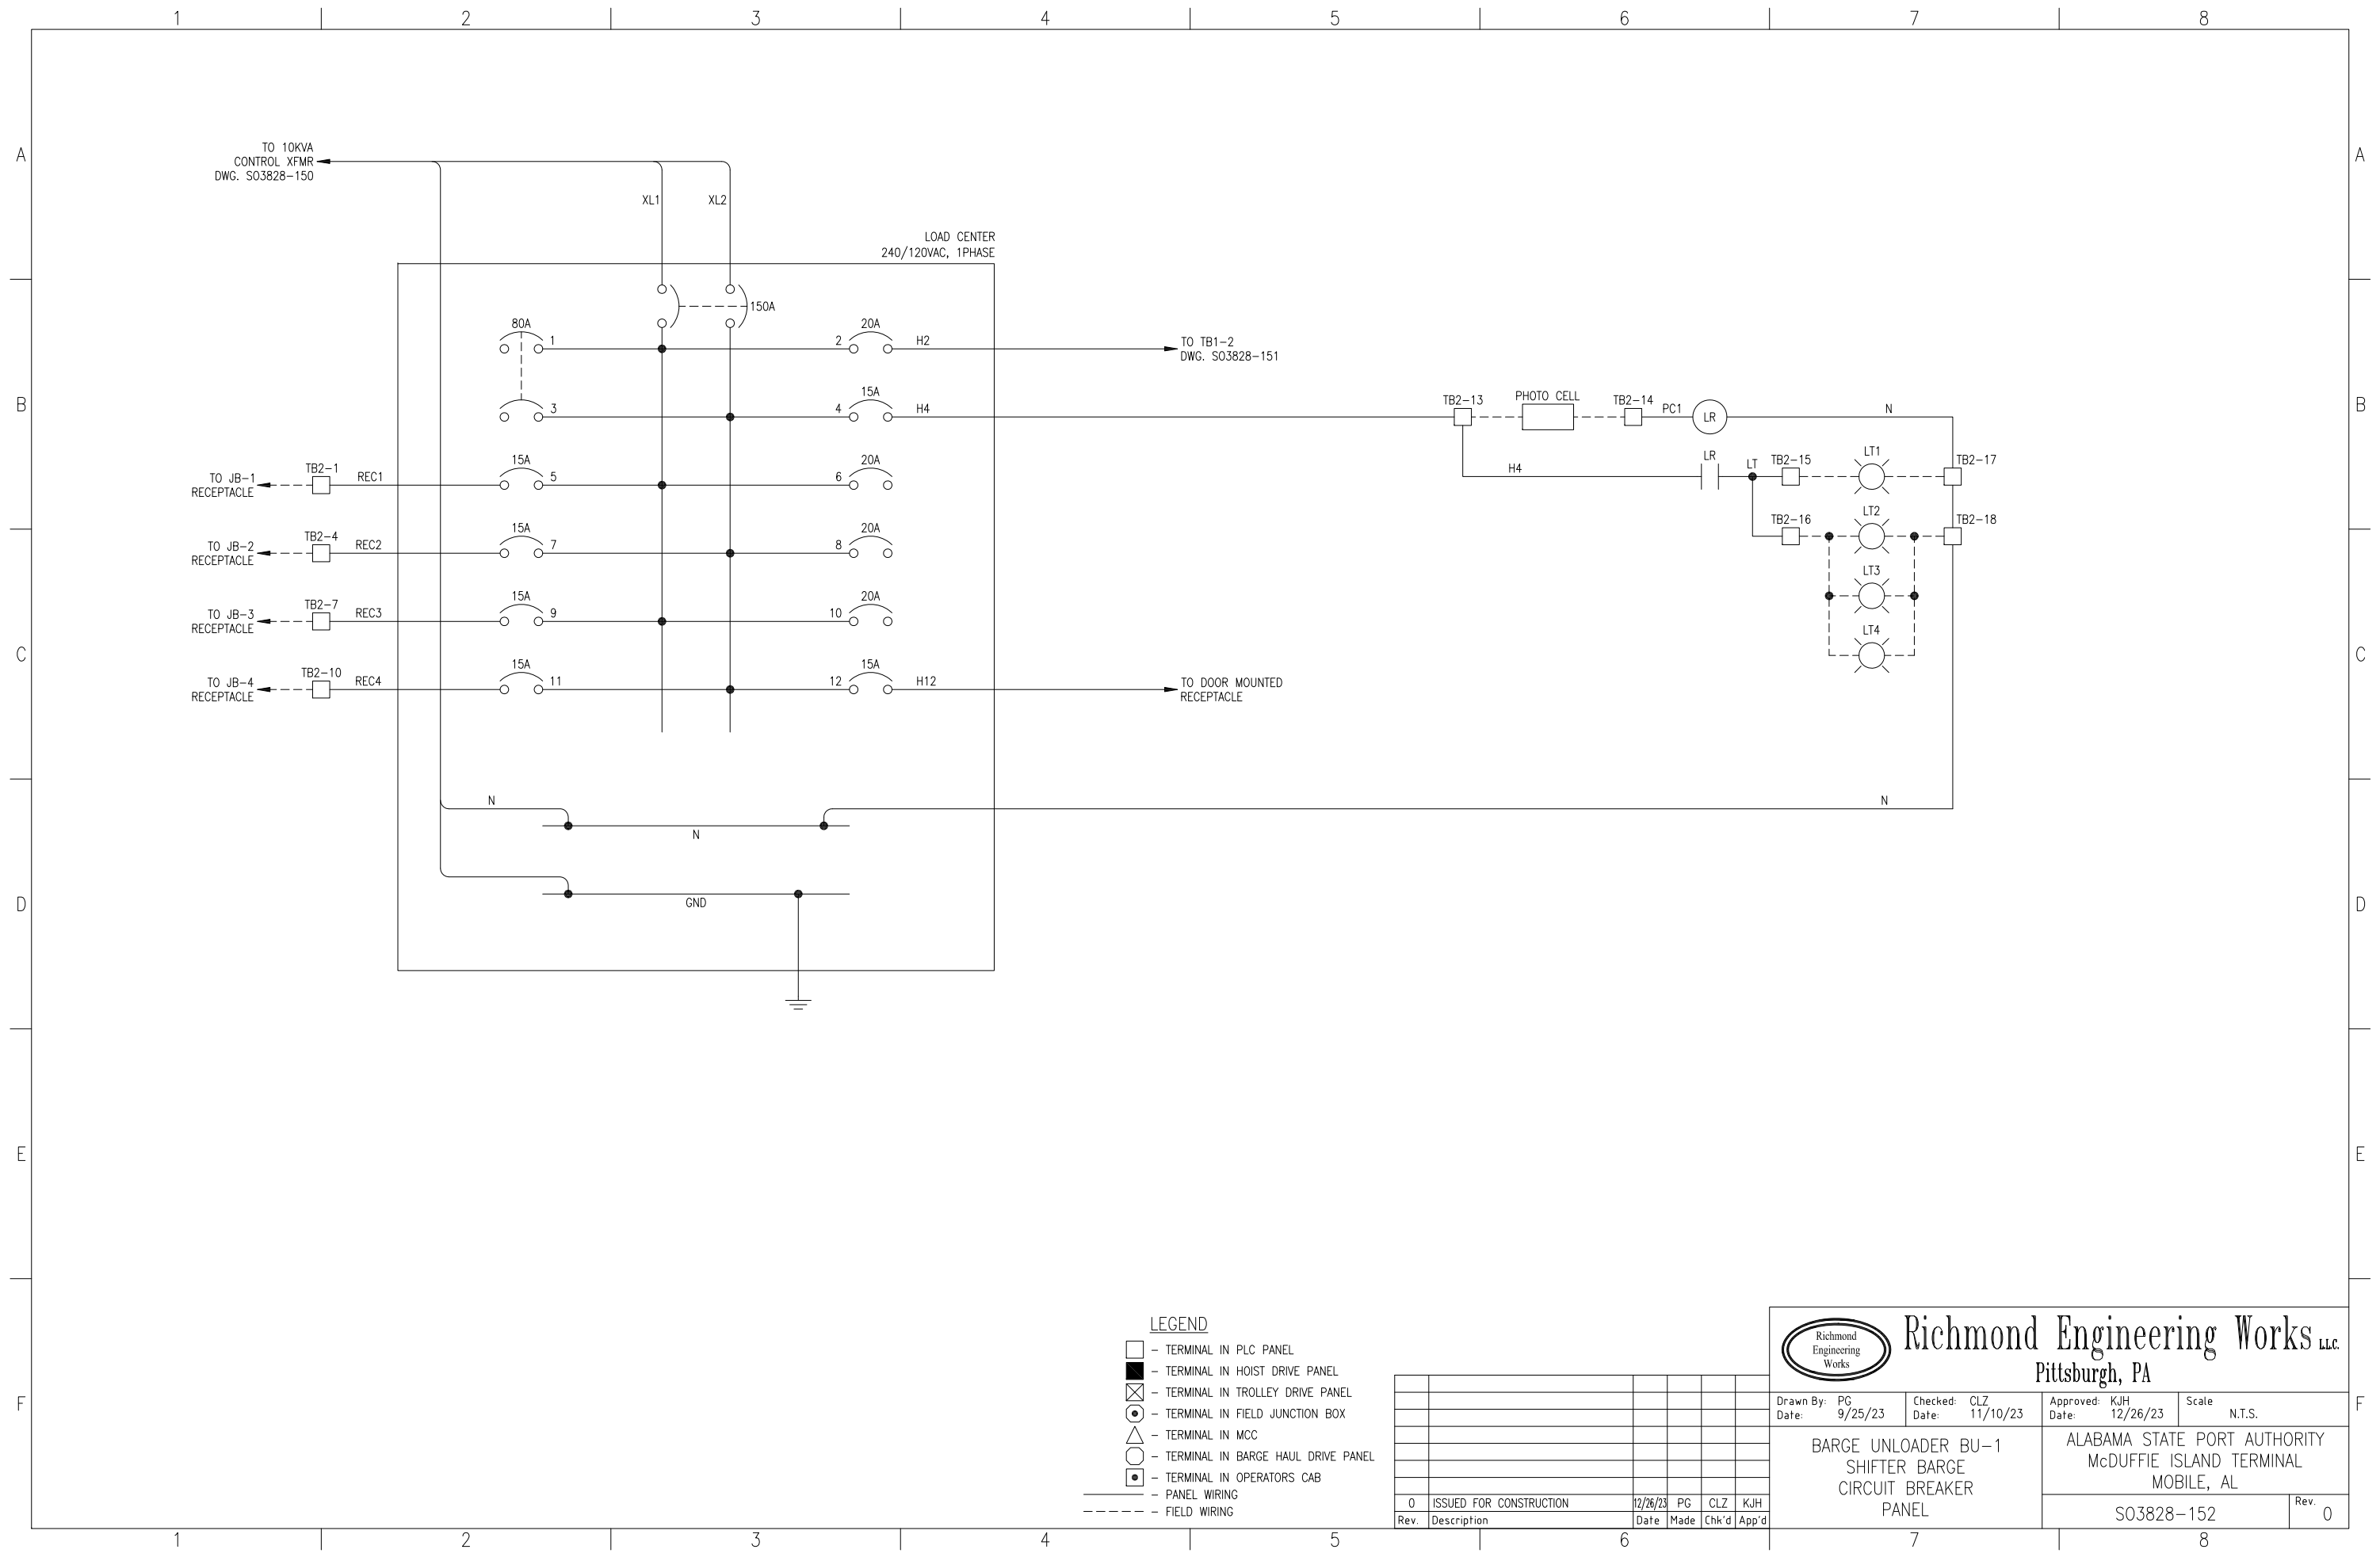 1 2 3 4 5 6 7 8
A A
TO 10KVA
CONTROL XFMR
DWG. SO3828-150
XL1 XL2
LOAD CENTER
240/120VAC, 1PHASE
150A
80A 1 2 20A H2
TO TB1-2
DWG. SO3828-151
B B
3 4 15A H4
TB2-13 PHOTO CELL TB2-14 PC1 LR N
TO JB-1
RECEPTACLE
TB2-1 REC1 15A 5 6 20A
H4 LR LT TB2-15 LT1 TB2-17
TO JB-2
RECEPTACLE
TB2-4 REC2 15A 7 8 20A
TB2-16 LT2 TB2-18
LT3
TO JB-3
RECEPTACLE
TB2-7 REC3 15A 9 10 20A
LT4
C C
TO JB-4
RECEPTACLE
TB2-10 REC4 15A 11 12 15A H12
TO DOOR MOUNTED
RECEPTACLE
N N
N
D D
GND
E E
LEGEND
- TERMINAL IN PLC PANEL
- TERMINAL IN HOIST DRIVE PANEL
- TERMINAL IN TROLLEY DRIVE PANEL
- TERMINAL IN FIELD JUNCTION BOX
- TERMINAL IN MCC
- TERMINAL IN BARGE HAUL DRIVE PANEL
- TERMINAL IN OPERATORS CAB
- PANEL WIRING
- FIELD WIRING
F F
0 ISSUED FOR CONSTRUCTION 12/26/23 PG CLZ KJH
Rev. Description Date Made Chk'd App'd
Richmond
Engineering
Works
Richmond Engineering Works L.L.C.
Pittsburgh, PA
Drawn By: PG
Date: 9/25/23
Checked: CLZ
Date: 11/10/23
Approved: KJH
Date: 12/26/23
Scale
N.T.S.
BARGE UNLOADER BU-1
SHIFTER BARGE
CIRCUIT BREAKER
PANEL
ALABAMA STATE PORT AUTHORITY
McDUFFIE ISLAND TERMINAL
MOBILE, AL
SO3828-152
Rev.
0
1 2 3 4 5 6 7 8